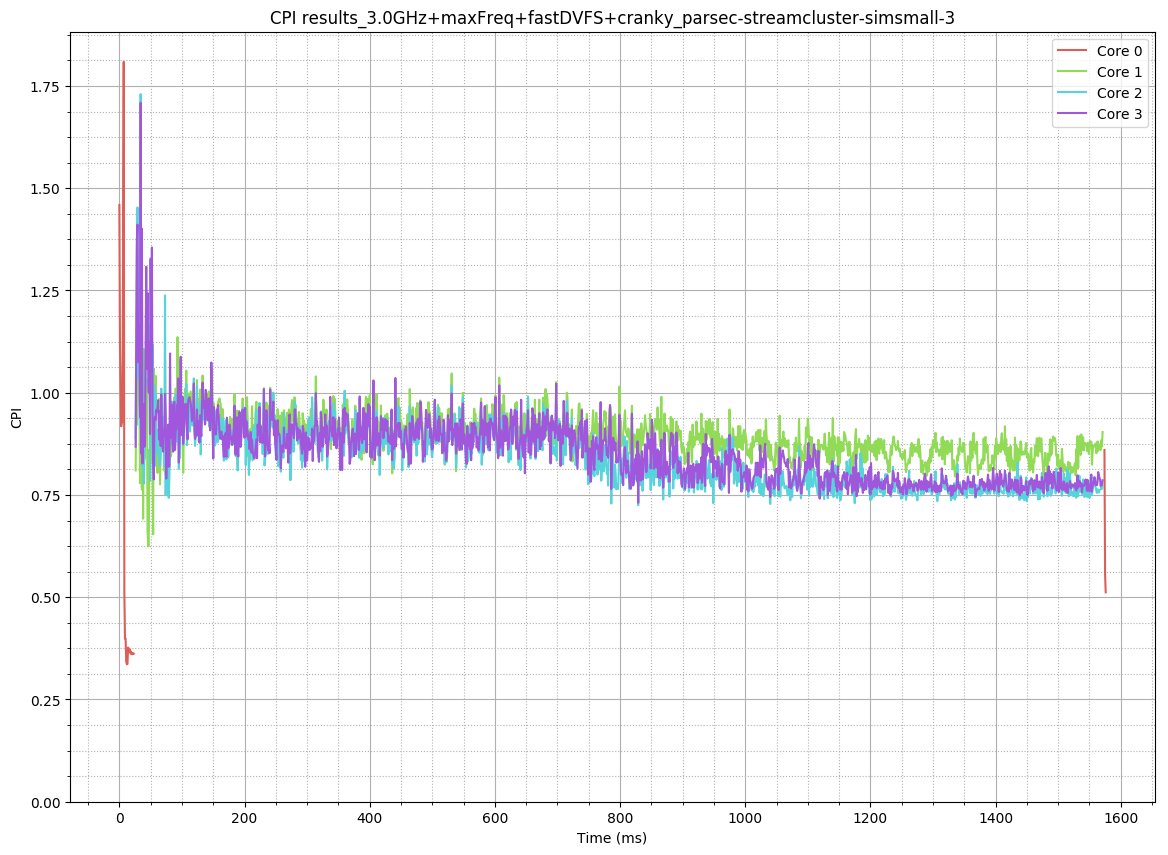 CPI results_3.0GHz+maxFreq+fastDVFS+cranky_parsec-streamcluster-simsmall-3
Core 0
Core 1
Core 2
Core 3
CPI
1.75
1.50
1.25
1.00
0.75
0.50
0.25
0.00
0 200 400 600 800 1000 1200 1400 1600
Time (ms)